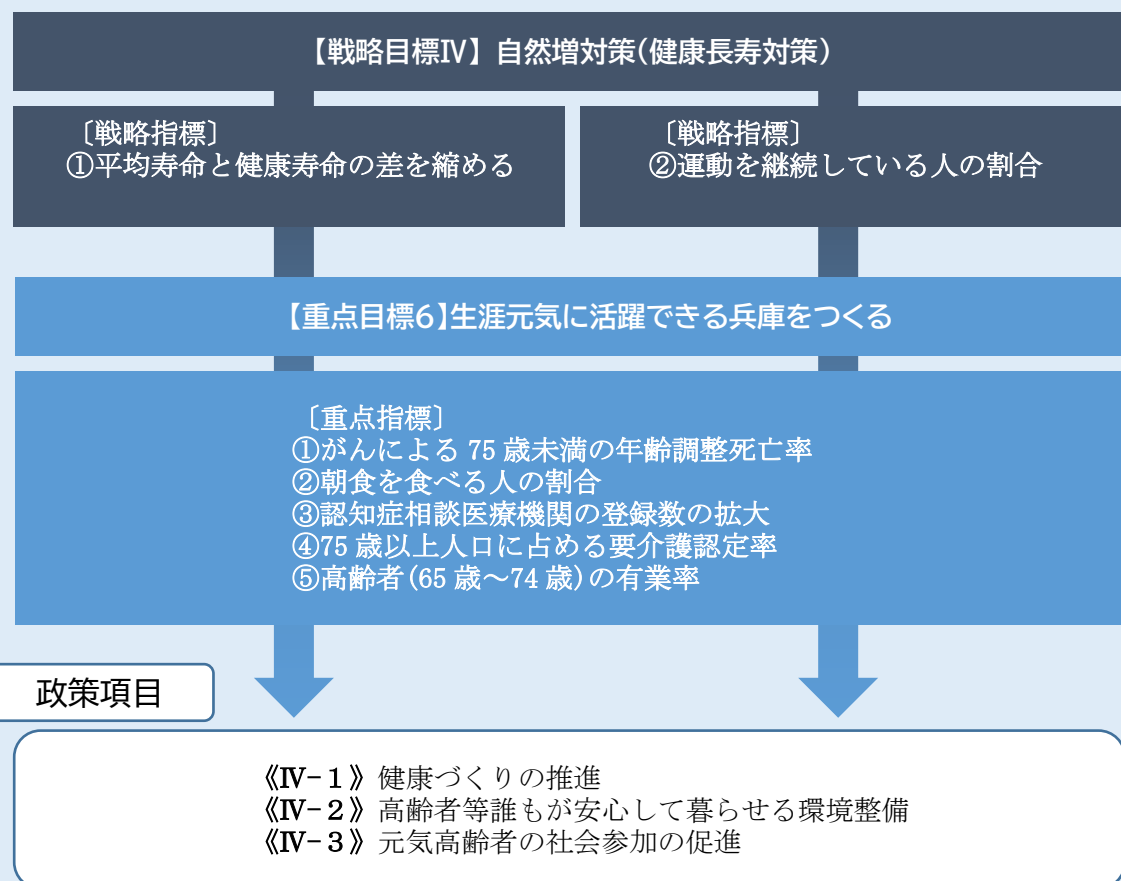 【戦略目標Ⅳ】自然増対策(健康長寿対策)
〔戦略指標〕
①平均寿命と健康寿命の差を縮める
〔戦略指標〕
②運動を継続している人の割合
【重点目標6】生涯元気に活躍できる兵庫をつくる
〔重点指標〕
①がんによる 75 歳未満の年齢調整死亡率
②朝食を食べる人の割合
③認知症相談医療機関の登録数の拡大
④75 歳以上人口に占める要介護認定率
⑤高齢者(65 歳～74 歳)の有業率
政策項目
《Ⅳ-１》健康づくりの推進
《Ⅳ-２》高齢者等誰もが安心して暮らせる環境整備
《Ⅳ-３》元気高齢者の社会参加の促進